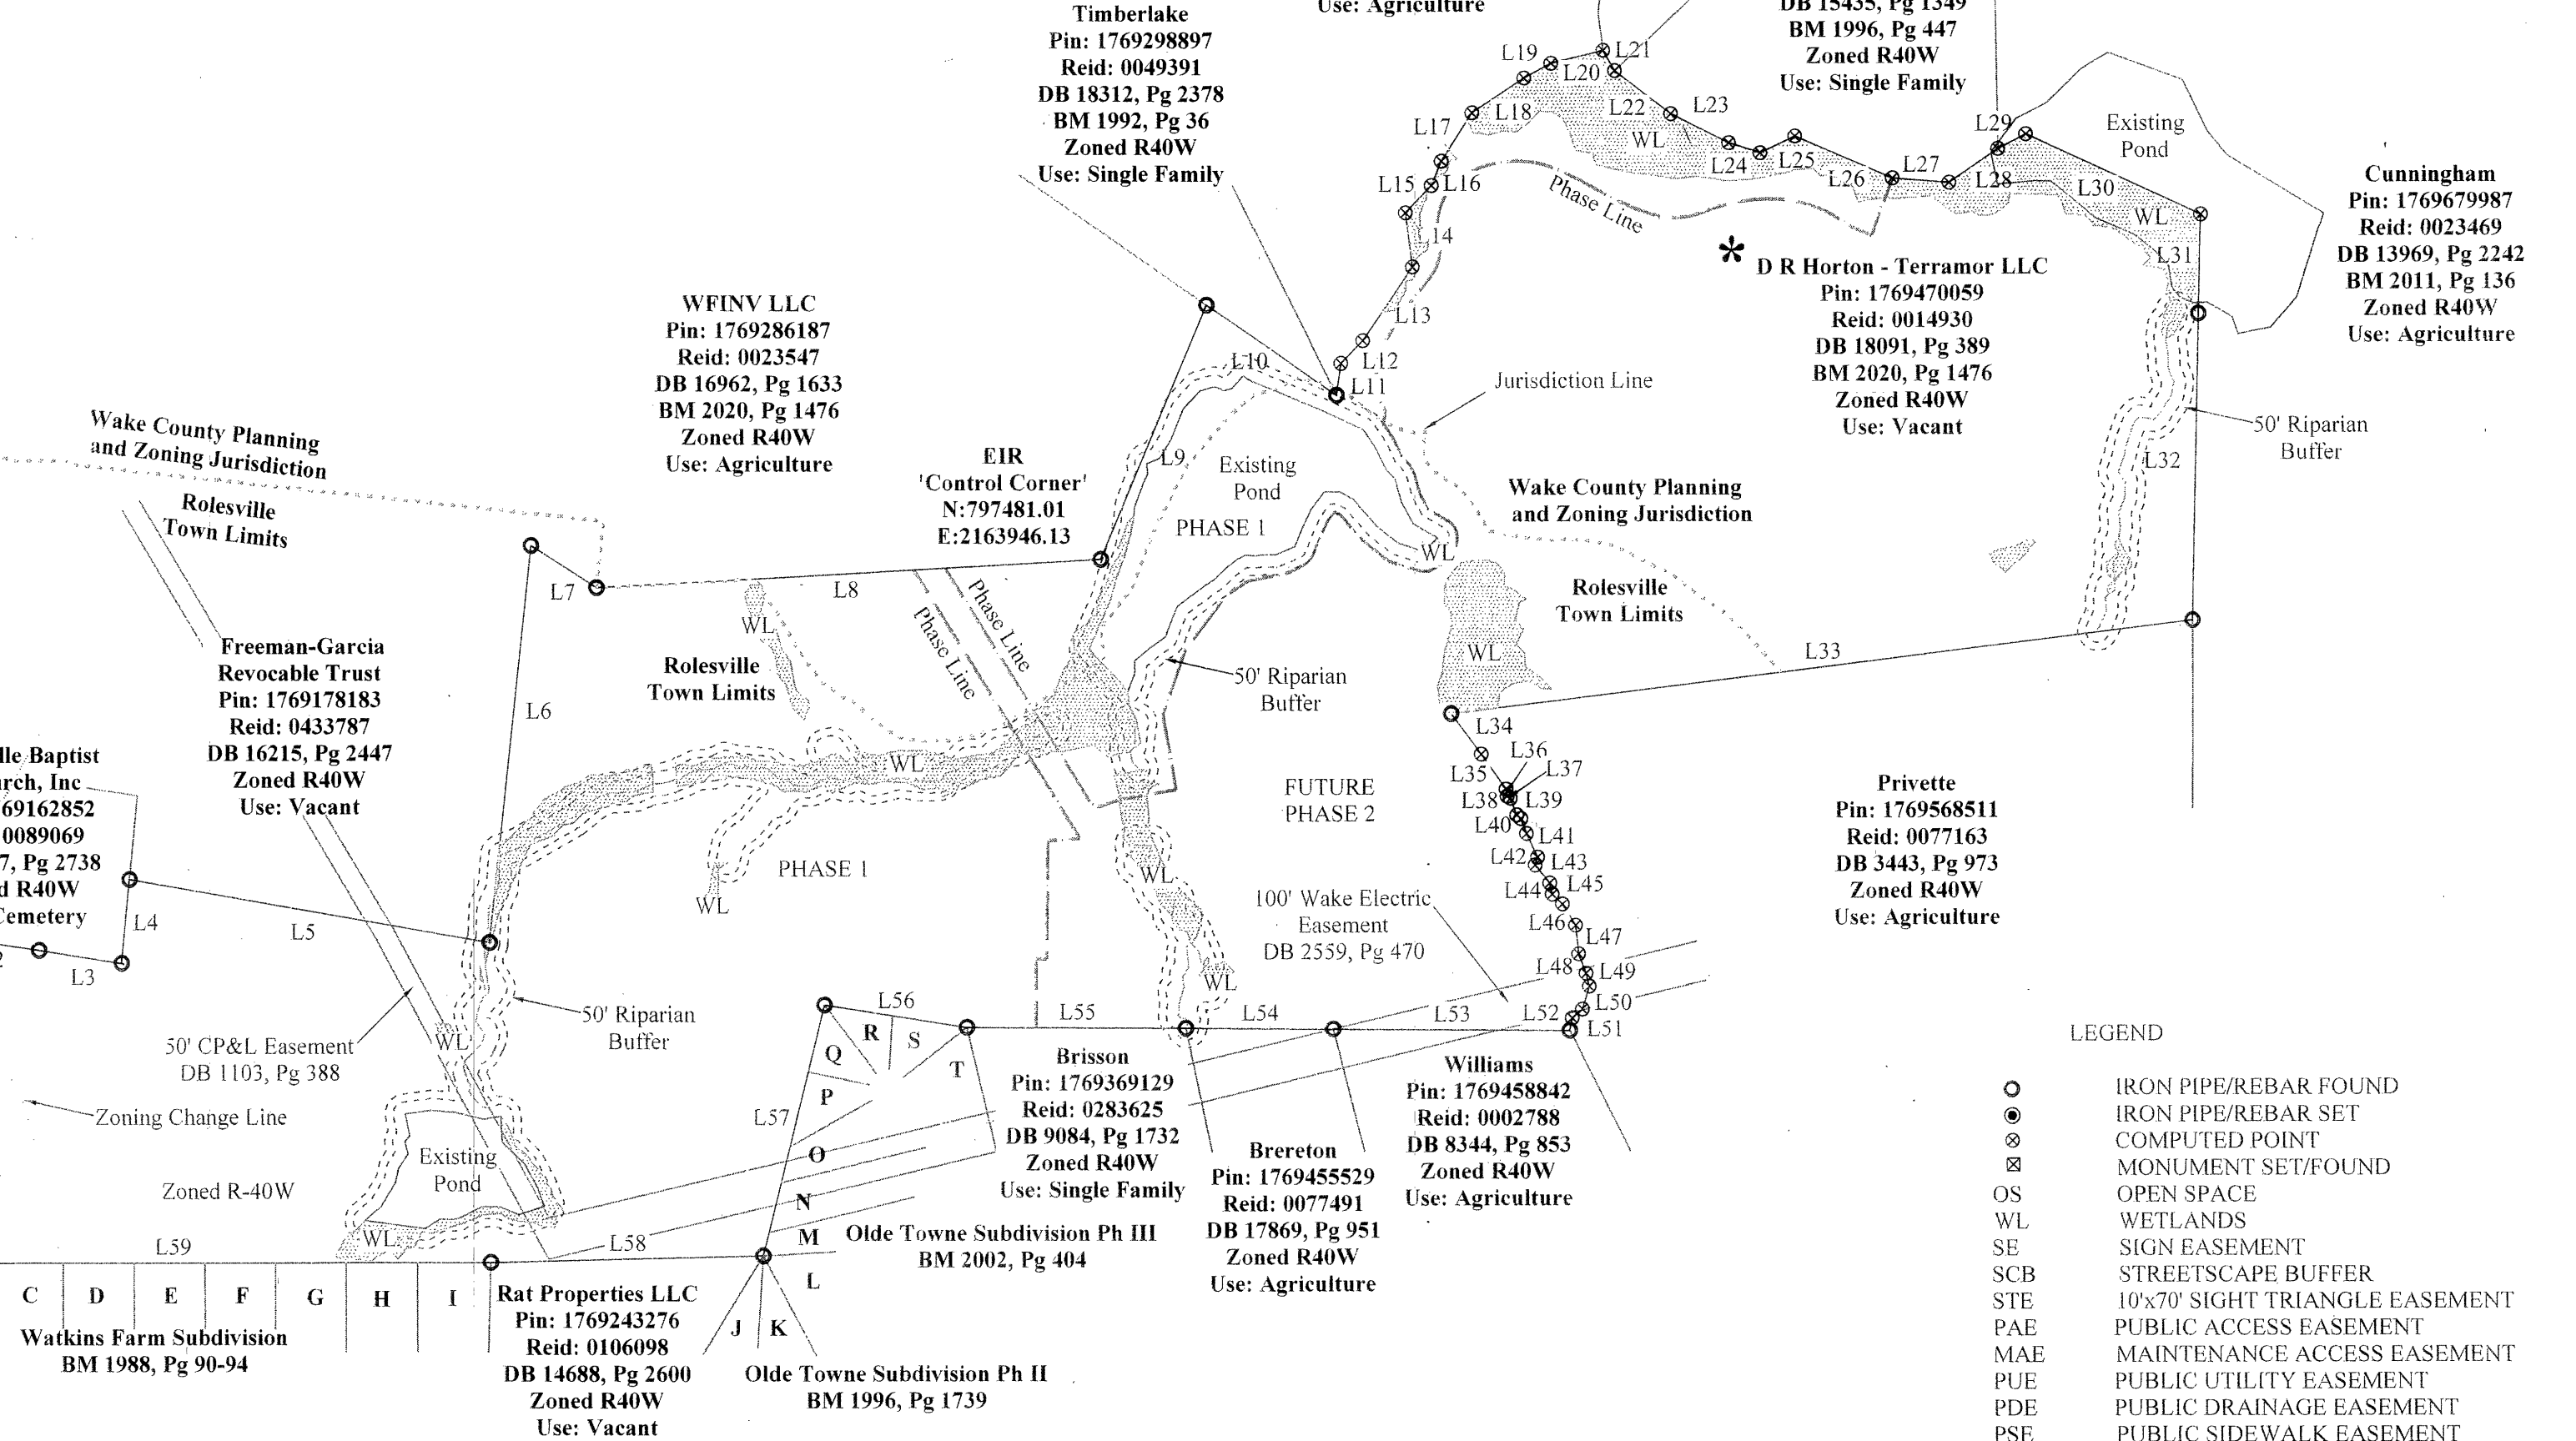 Timberlake
Pin: 1769298897
Reid: 0049391
DB 18312, Pg 2378
BM 1992, Pg 36
Zoned R40W
Use: Single Family
Use: Agriculture
DB 15435, Pg 1349
BM 1996, Pg 447
Zoned R40W
Use: Single Family
L19
L20
L21
L18
L17
L22
L23
WL
L24
L25
L15
L16
L26
L27
L28
L29
L30
Existing
Pond
WL
L31
Phase Line
L14
L13
L12
L11
L10
Cunningham
Pin: 1769679987
Reid: 0023469
DB 13969, Pg 2242
BM 2011, Pg 136
Zoned R40W
Use: Agriculture
* D R Horton - Terramor LLC
Pin: 1769470059
Reid: 0014930
DB 18091, Pg 389
BM 2020, Pg 1476
Zoned R40W
Use: Vacant
WFINV LLC
Pin: 1769286187
Reid: 0023547
DB 16962, Pg 1633
BM 2020, Pg 1476
Zoned R40W
Use: Agriculture
Jurisdiction Line
50' Riparian
Buffer
L32
Wake County Planning
and Zoning Jurisdiction
Rolesville
Town Limits
EIR
'Control Corner'
N:797481.01
E:2163946.13
L9
Existing
Pond
PHASE 1
WL
Wake County Planning
and Zoning Jurisdiction
Rolesville
Town Limits
L7
L8
Phase Line
Phase Line
WL
Rolesville
Town Limits
L6
WL
L33
50' Riparian
Buffer
Freeman-Garcia
Revocable Trust
Pin: 1769178183
Reid: 0433787
DB 16215, Pg 2447
Zoned R40W
Use: Vacant
lle Baptist
rch, Inc
69162852
0089069
7, Pg 2738
d R40W
Cemetery
L4
L5
L3
WL
PHASE 1
WL
WL
WL
FUTURE
PHASE 2
L34
L35
L36
L37
L38
L39
L40
L41
L42
L43
L44
L45
L46
L47
L48
L49
L50
L51
L52
L53
L54
L55
L56
100' Wake Electric
Easement
DB 2559, Pg 470
Privette
Pin: 1769568511
Reid: 0077163
DB 3443, Pg 973
Zoned R40W
Use: Agriculture
50' Riparian
Buffer
50' CP&L Easement
DB 1103, Pg 388
WL
Zoning Change Line
Existing
Pond
Zoned R-40W
WL
L59
L58
L57
Q
R
S
T
P
O
N
M
L
J
K
C
D
E
F
G
H
I
Watkins Farm Subdivision
BM 1988, Pg 90-94
Rat Properties LLC
Pin: 1769243276
Reid: 0106098
DB 14688, Pg 2600
Zoned R40W
Use: Vacant
Olde Towne Subdivision Ph III
BM 2002, Pg 404
Olde Towne Subdivision Ph II
BM 1996, Pg 1739
Brisson
Pin: 1769369129
Reid: 0283625
DB 9084, Pg 1732
Zoned R40W
Use: Single Family
Brereton
Pin: 1769455529
Reid: 0077491
DB 17869, Pg 951
Zoned R40W
Use: Agriculture
Williams
Pin: 1769458842
Reid: 0002788
DB 8344, Pg 853
Zoned R40W
Use: Agriculture
LEGEND
IRON PIPE/REBAR FOUND
IRON PIPE/REBAR SET
COMPUTED POINT
MONUMENT SET/FOUND
OS OPEN SPACE
WL WETLANDS
SE SIGN EASEMENT
SCB STREETSCAPE BUFFER
STE 10'x70' SIGHT TRIANGLE EASEMENT
PAE PUBLIC ACCESS EASEMENT
MAE MAINTENANCE ACCESS EASEMENT
PUE PUBLIC UTILITY EASEMENT
PDE PUBLIC DRAINAGE EASEMENT
PSE PUBLIC SIDEWALK EASEMENT